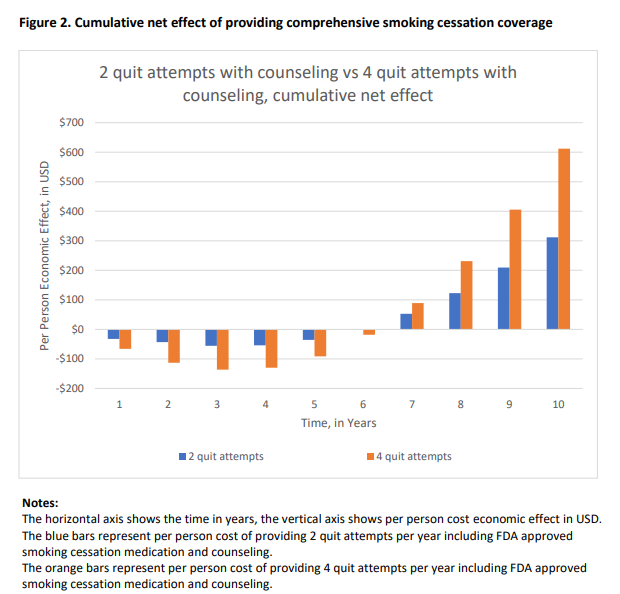 Figure 2. Cumulative net effect of providing comprehensive smoking cessation coverage
2 quit attempts with counseling vs 4 quit attempts with
counseling, cumulative net effect
Per Person Economic Effect, in USD
$700
$600
$500
$400
$300
$200
$100
$0
-$100
-$200
1 2 3 4 5 6 7 8 9 10
Time, in Years
2 quit attempts 4 quit attempts
Notes:
The horizontal axis shows the time in years, the vertical axis shows per person cost economic effect in USD.
The blue bars represent per person cost of providing 2 quit attempts per year including FDA approved
smoking cessation medication and counseling.
The orange bars represent per person cost of providing 4 quit attempts per year including FDA approved
smoking cessation medication and counseling.